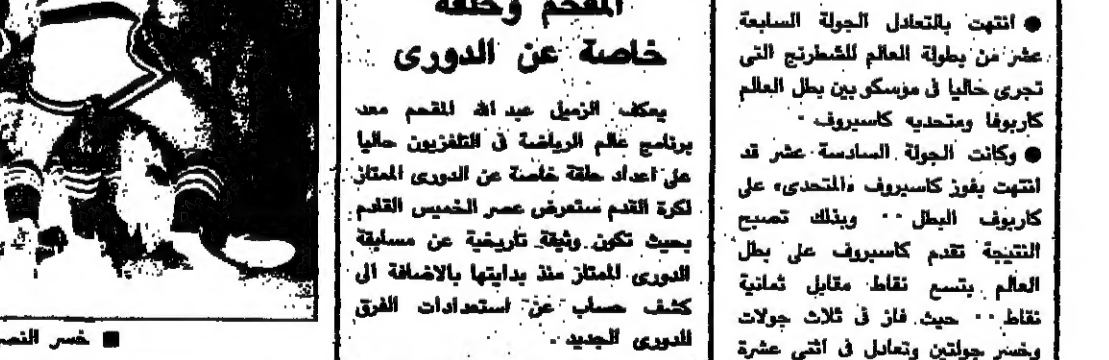 ● انتهت بالتعادل الجولة السابعة
عشر من بطولة العالم للشطرنج التى
تجرى حاليا فى موسكو بين بطل العالم
كاربوفا ومتحديه كاسبروف .
● وكانت الجولة السادسة عشر قد
انتهت بفوز كاسبروف «المتحدى» على
كاربوف البطل .. وبذلك تصبح
النتيجة تقدم كاسبروف على بطل
العالم بتسع نقاط مقابل ثمانية
نقاط .. حيث فاز فى ثلاث جولات
وخسر جولتين وتعادل فى اثنى عشرة
المقحم وحلقة
خاصة عن الدورى
يعكف الزميل عبد الله المقحم معد
برنامج عالم الرياضة فى التلفزيون حاليا
على اعداد حلقة خاصة عن الدورى الممتاز
لكرة القدم ستعرض عصر الخميس القادم
بحيث تكون وثيقة تاريخية عن مسابقة
الدورى الممتاز منذ بدايتها بالاضافة الى
كشف حساب عن استعدادات الفرق
للدورى الجديد .
■ خسر النصر